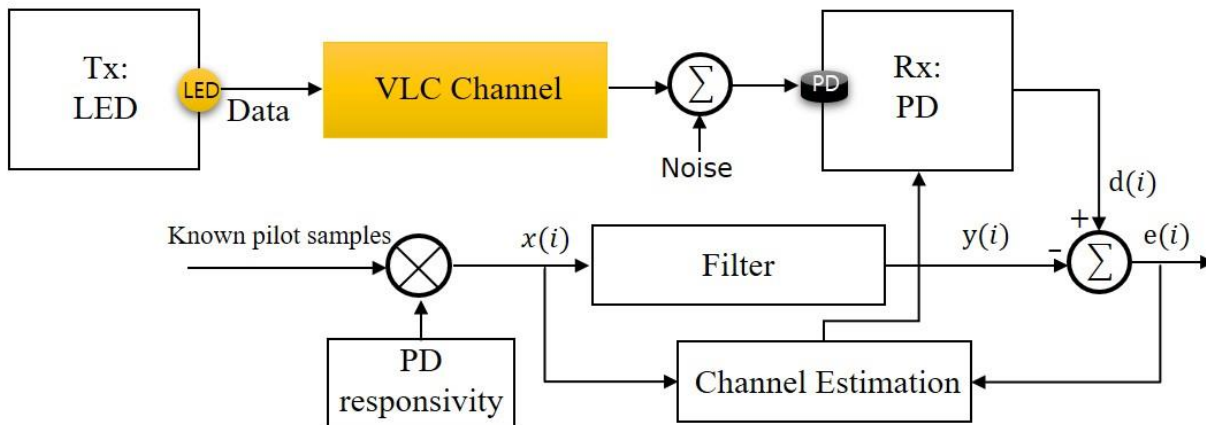 Tx:
LED
LED
Data
VLC Channel
∑
Noise
PD
Rx:
PD
d(i)
Known pilot samples
x(i)
Filter
y(i)
+
-
∑
e(i)
PD
responsivity
Channel Estimation